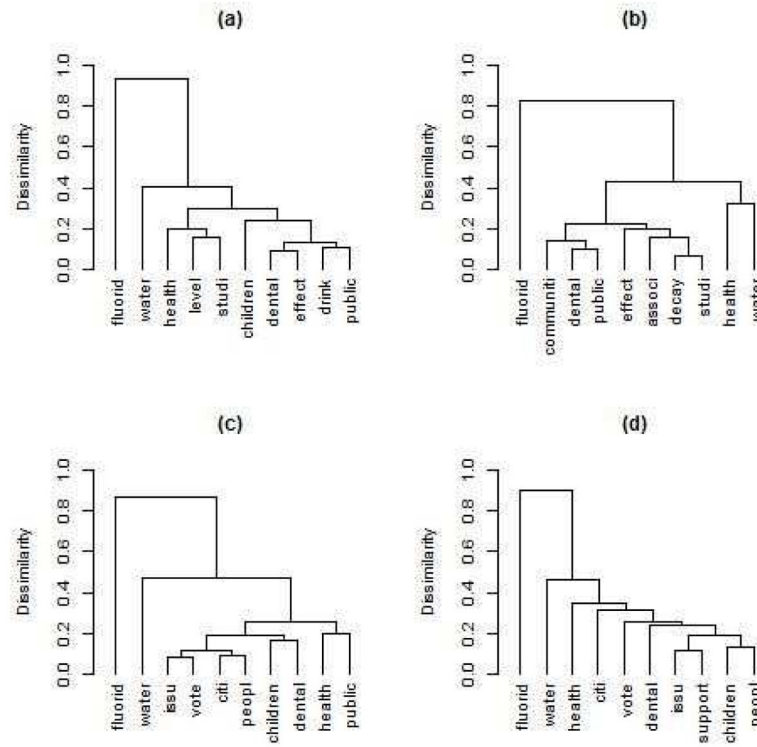 (a)
Dissimilarity
1.0
0.8
0.6
0.4
0.2
0.0
fluorid
water
health
level
studi
children
dental
effect
drink
public
(b)
Dissimilarity
1.0
0.8
0.6
0.4
0.2
0.0
fluorid
communiti
dental
public
effect
associ
decay
studi
health
water
(c)
Dissimilarity
1.0
0.8
0.6
0.4
0.2
0.0
fluorid
water
issu
vote
citi
peopl
children
dental
health
public
(d)
Dissimilarity
1.0
0.8
0.6
0.4
0.2
0.0
fluorid
water
health
citi
vote
dental
issu
support
children
peopl